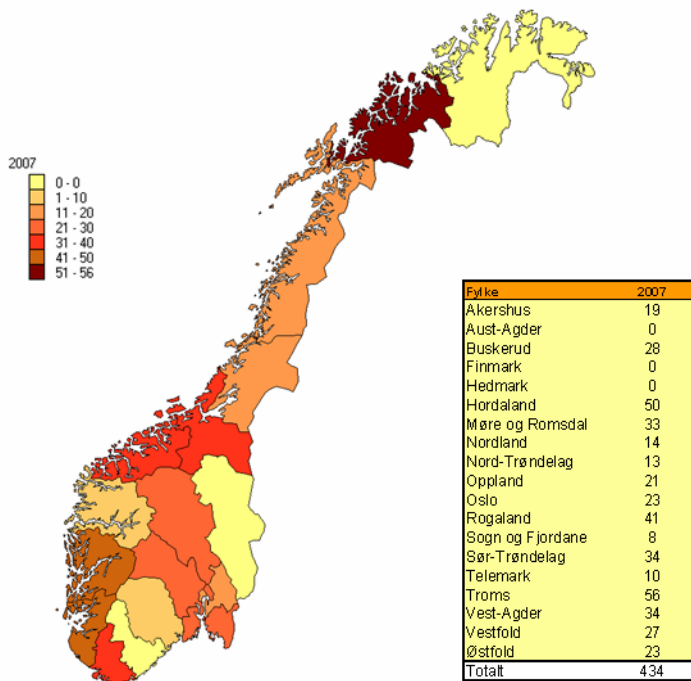 2007
0 - 0
1 - 10
11 - 20
21 - 30
31 - 40
41 - 50
51 - 56
Fylke 2007
Akershus 19
Aust-Agder 0
Buskerud 28
Finmark 0
Hedmark 0
Hordaland 50
Møre og Romsdal 33
Nordland 14
Nord-Trøndelag 13
Oppland 21
Oslo 23
Rogaland 41
Sogn og Fjordane 8
Sør-Trøndelag 34
Telemark 10
Troms 56
Vest-Agder 34
Vestfold 27
Østfold 23
Totalt 434